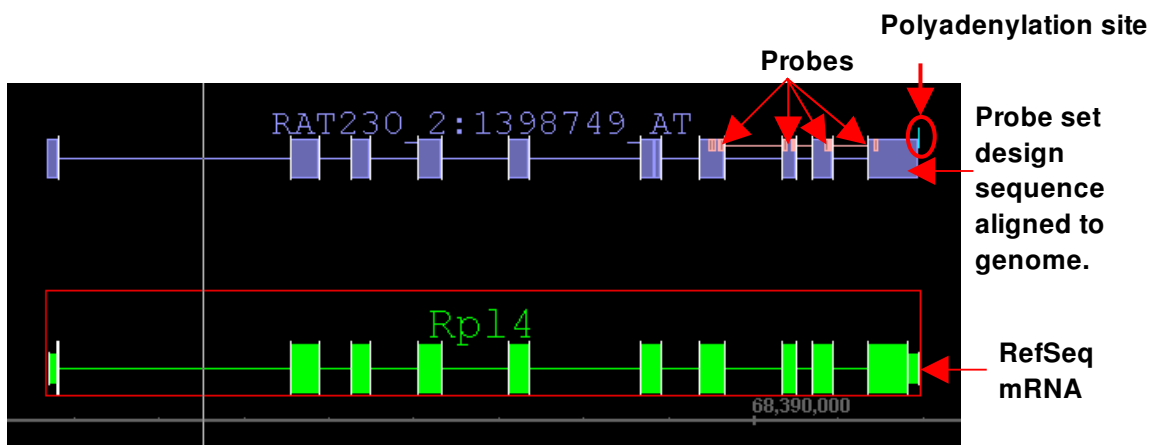 Polyadenylation site
Probes
RAT230_2:1398749_AT
Probe set
design
sequence
aligned to
genome.
Rpl4
RefSeq
mRNA
68,390,000